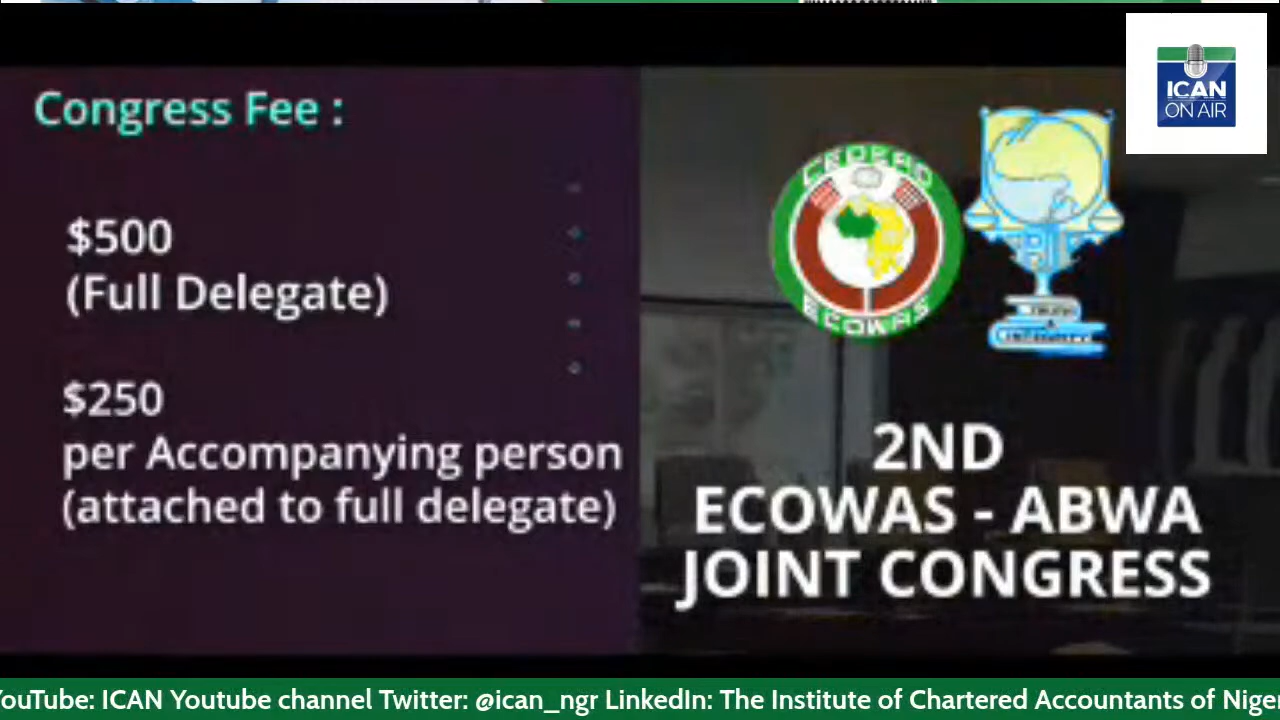 Congress Fee :
$500
(Full Delegate)
$250
per Accompanying person
(attached to full delegate)
ICAN
ON AIR
CEDEAO
ECOWAS
2ND
ECOWAS - ABWA
JOINT CONGRESS
YouTube: ICAN Youtube channel Twitter: @ican_ngr LinkedIn: The Institute of Chartered Accountants of Niger